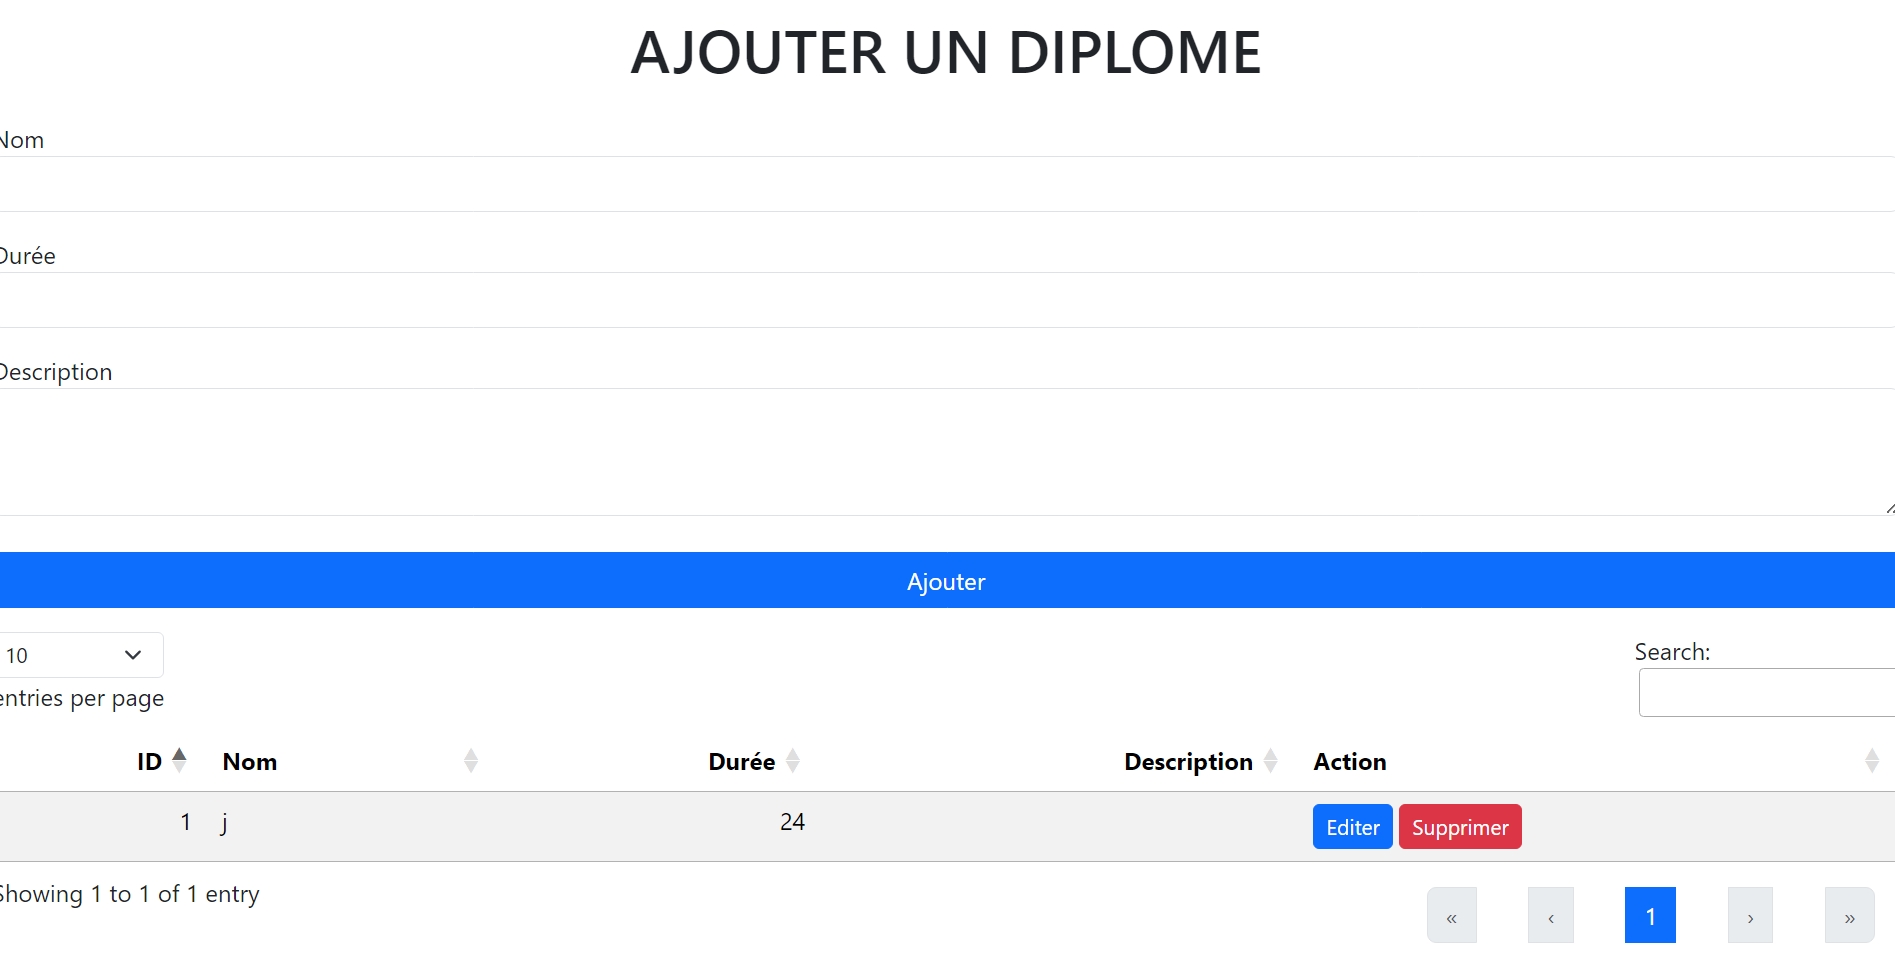 AJOUTER UN DIPLOME
Nom
Durée
Description
Ajouter
10
entries per page
Search:
ID Nom Durée Description Action
1 j 24 Editer Supprimer
Showing 1 to 1 of 1 entry
« ‹ 1 › »